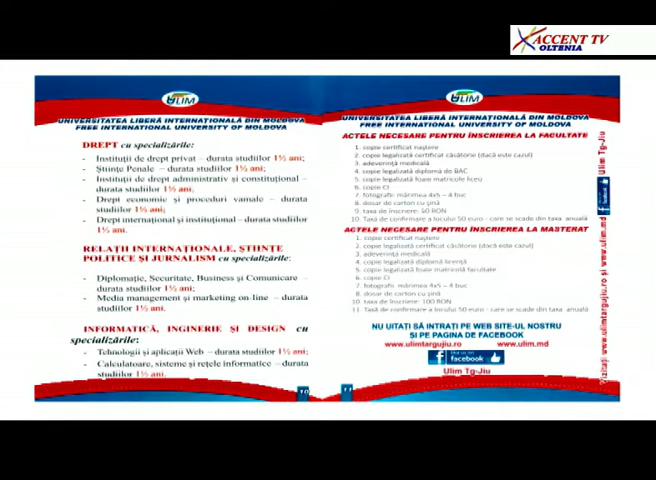 ACCENT TV
OLTENIA
ULIM
UNIVERSITATEA LIBERĂ INTERNAȚIONALĂ DIN MOLDOVA
FREE INTERNATIONAL UNIVERSITY OF MOLDOVA
DREPT cu specializările:
- Instituții de drept privat – durata studiilor 1½ ani;
- Științe Penale – durata studiilor 1½ ani;
- Instituții de drept administrativ și constituțional –
durata studiilor 1½ ani;
- Drept economic și proceduri vamale – durata
studiilor 1½ ani;
- Drept internațional și instituțional – durata studiilor
1½ ani.
RELAȚII INTERNAȚIONALE, ȘTIINȚE
POLITICE ȘI JURNALISM cu specializările:
- Diplomație, Securitate, Business și Comunicare –
durata studiilor 1½ ani;
- Media management și marketing on-line – durata
studiilor 1½ ani.
INFORMATICĂ, INGINERIE ȘI DESIGN cu
specializările:
- Tehnologii și aplicații Web – durata studiilor 1½ ani;
- Calculatoare, sisteme și rețele informatice – durata
studiilor 1½ ani.
10
ULIM
UNIVERSITATEA LIBERĂ INTERNAȚIONALĂ DIN MOLDOVA
FREE INTERNATIONAL UNIVERSITY OF MOLDOVA
ACTELE NECESARE PENTRU ÎNSCRIEREA LA FACULTATE
1. copie certificat naștere
2. copie legalizată certificat căsătorie (dacă este cazul)
3. adeverință medicală
4. copie legalizată diplomă de BAC
5. copie legalizată foaie matricole liceu
6. copie CI
7. fotografii mărimea 4x5 – 4 buc
8. dosar de carton cu șină
9. taxa de înscriere: 50 RON
10. Taxă de confirmare a locului 50 euro - care se scade din taxa anuală
ACTELE NECESARE PENTRU ÎNSCRIEREA LA MASTERAT
1. copie certificat naștere
2. copie legalizată certificat căsătorie (dacă este cazul)
3. adeverință medicală
4. copie legalizată diplomă licență
5. copie legalizată foaie matricolă facultate
6. copie CI
7. fotografii mărimea 4x5 – 4 buc
8. dosar de carton cu șină
10. taxa de înscriere: 100 RON
11. Taxă de confirmare a locului 50 euro - care se scade din taxa anuală
NU UITAȚI SĂ INTRAȚI PE WEB SITE-UL NOSTRU
ȘI PE PAGINA DE FACEBOOK
www.ulimtargujiu.ro www.ulim.md
facebook
Ulim Tg-Jiu
11
Vizitați www.ulimtargujiu.ro și www.ulim.md
Ulim Tg-Jiu